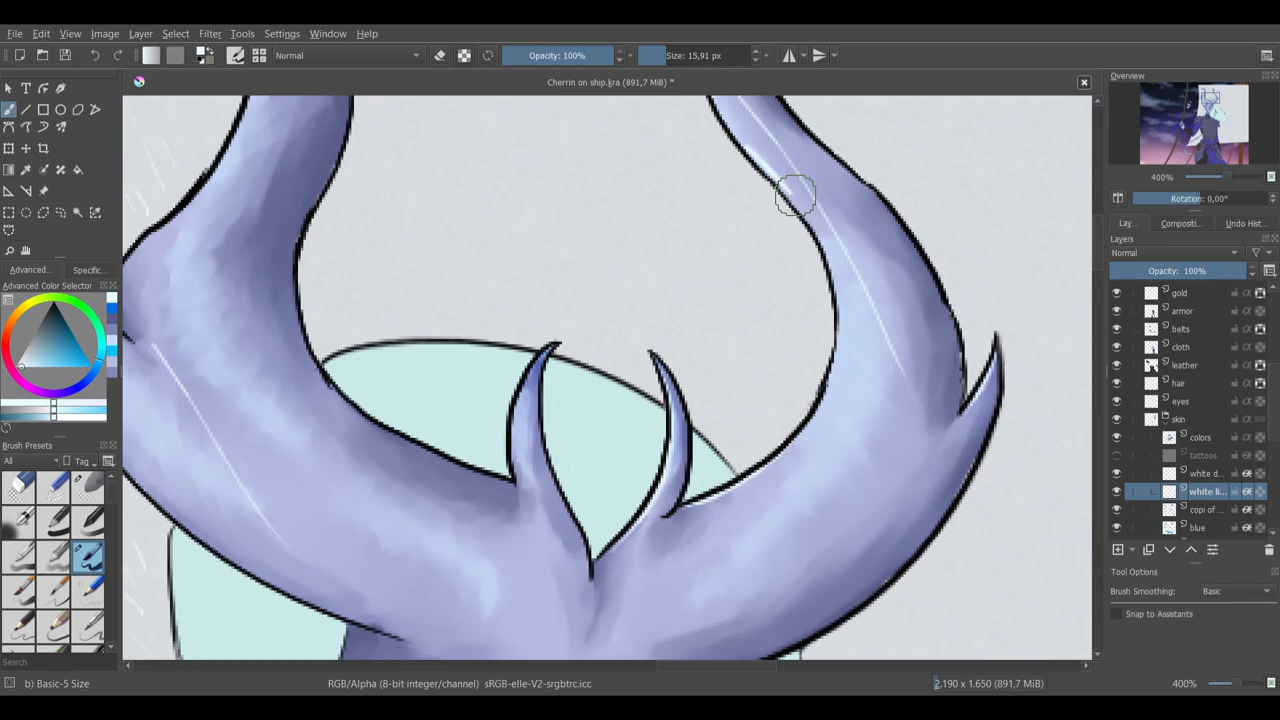 File Edit View Image Layer Select Filter Tools Settings Window Help
Normal Opacity: 100% Size: 15,91 px
Cherrin on ship.kra (891,7 MiB) *
Overview
400%
Rotation: 0,00°
Lay... Compositi... Undo Hist...
Layers
Normal
Opacity: 100%
gold
armor
belts
cloth
leather
hair
eyes
skin
colors
tattoos
white d...
white li...
copi of ...
blue
Tool Options
Brush Smoothing: Basic
Snap to Assistants
Advanced... Specific...
Advanced Color Selector
Brush Presets
All Tag
Search
b) Basic-5 Size RGB/Alpha (8-bit integer/channel) sRGB-elle-V2-srgbtrc.icc 2.190 x 1.650 (891,7 MiB) 400%